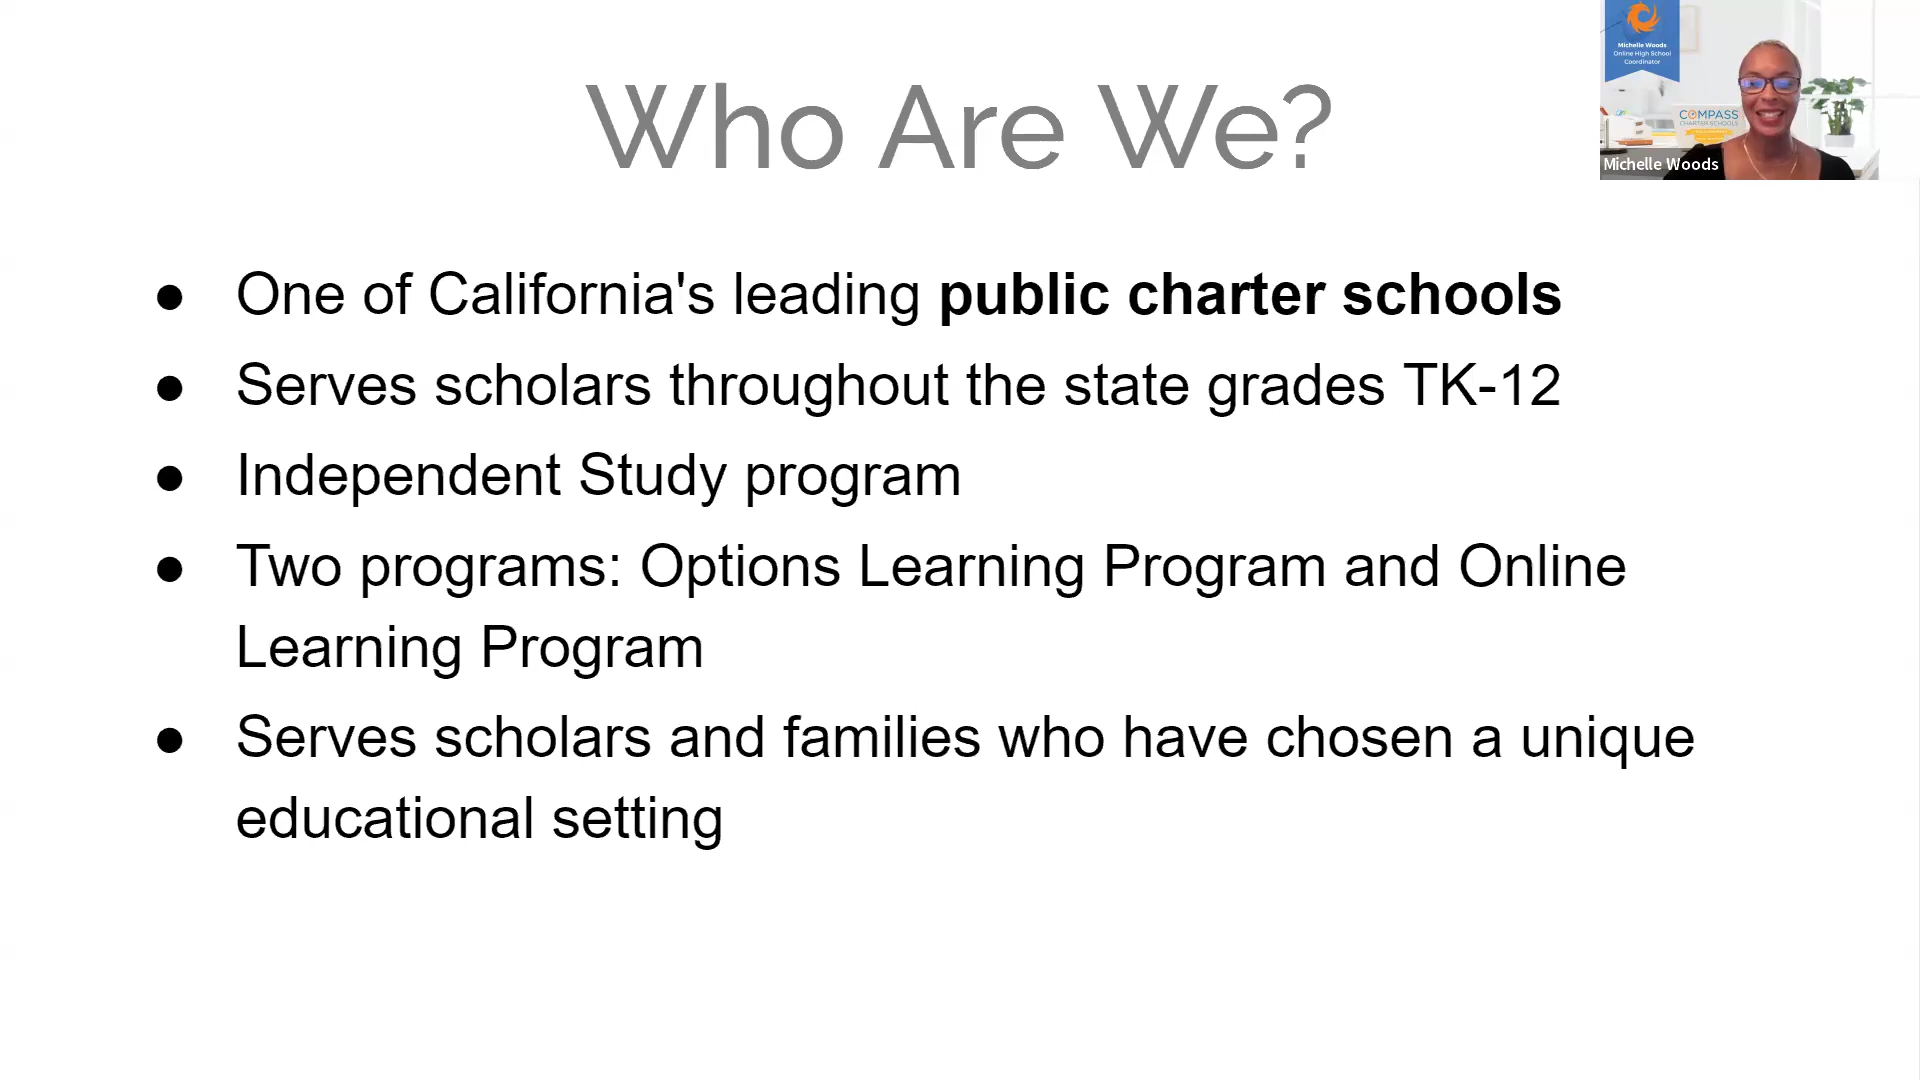 Who Are We?
● One of California's leading public charter schools
● Serves scholars throughout the state grades TK-12
● Independent Study program
● Two programs: Options Learning Program and Online
Learning Program
● Serves scholars and families who have chosen a unique
educational setting
Michelle Woods
Online High School
Coordinator
COMPASS
CHARTER SCHOOLS
Michelle Woods